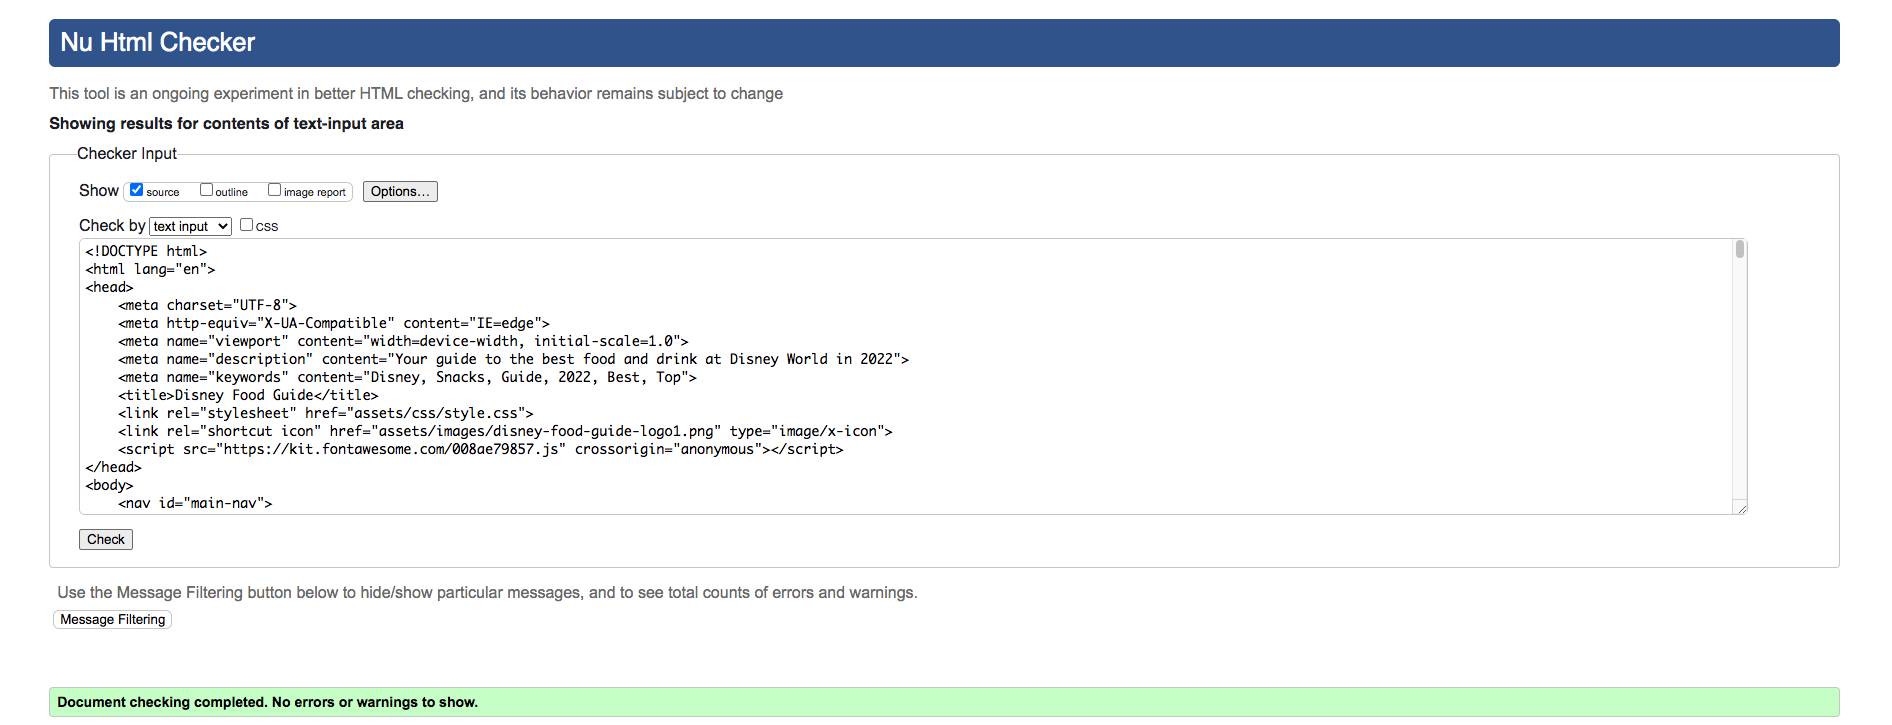 Nu Html Checker
This tool is an ongoing experiment in better HTML checking, and its behavior remains subject to change
Showing results for contents of text-input area
Checker Input
Show source outline image report Options...
Check by text input css
<!DOCTYPE html>
<html lang="en">
<head>
    <meta charset="UTF-8">
    <meta http-equiv="X-UA-Compatible" content="IE=edge">
    <meta name="viewport" content="width=device-width, initial-scale=1.0">
    <meta name="description" content="Your guide to the best food and drink at Disney World in 2022">
    <meta name="keywords" content="Disney, Snacks, Guide, 2022, Best, Top">
    <title>Disney Food Guide</title>
    <link rel="stylesheet" href="assets/css/style.css">
    <link rel="shortcut icon" href="assets/images/disney-food-guide-logo1.png" type="image/x-icon">
    <script src="https://kit.fontawesome.com/008ae79857.js" crossorigin="anonymous"></script>
</head>
<body>
    <nav id="main-nav">
Check
Use the Message Filtering button below to hide/show particular messages, and to see total counts of errors and warnings.
Message Filtering
Document checking completed. No errors or warnings to show.